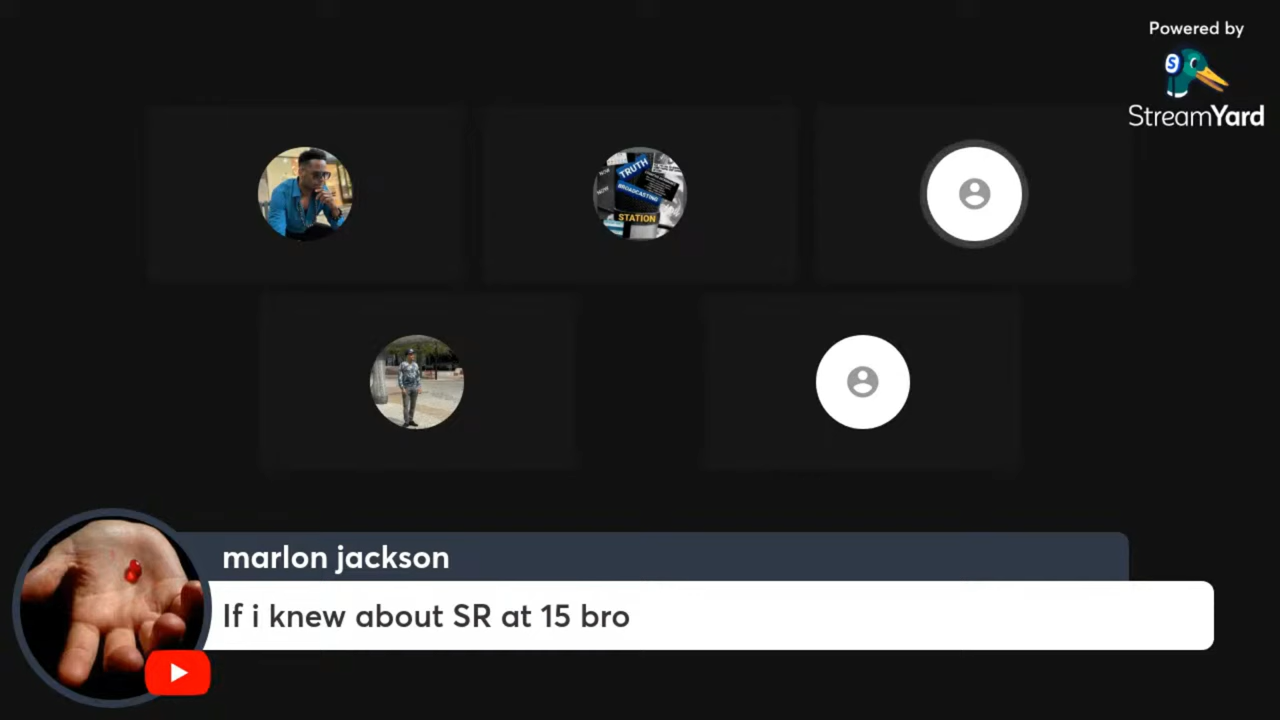 Powered by
S
StreamYard
TRUTH
BROADCASTING
STATION
marlon jackson
If i knew about SR at 15 bro